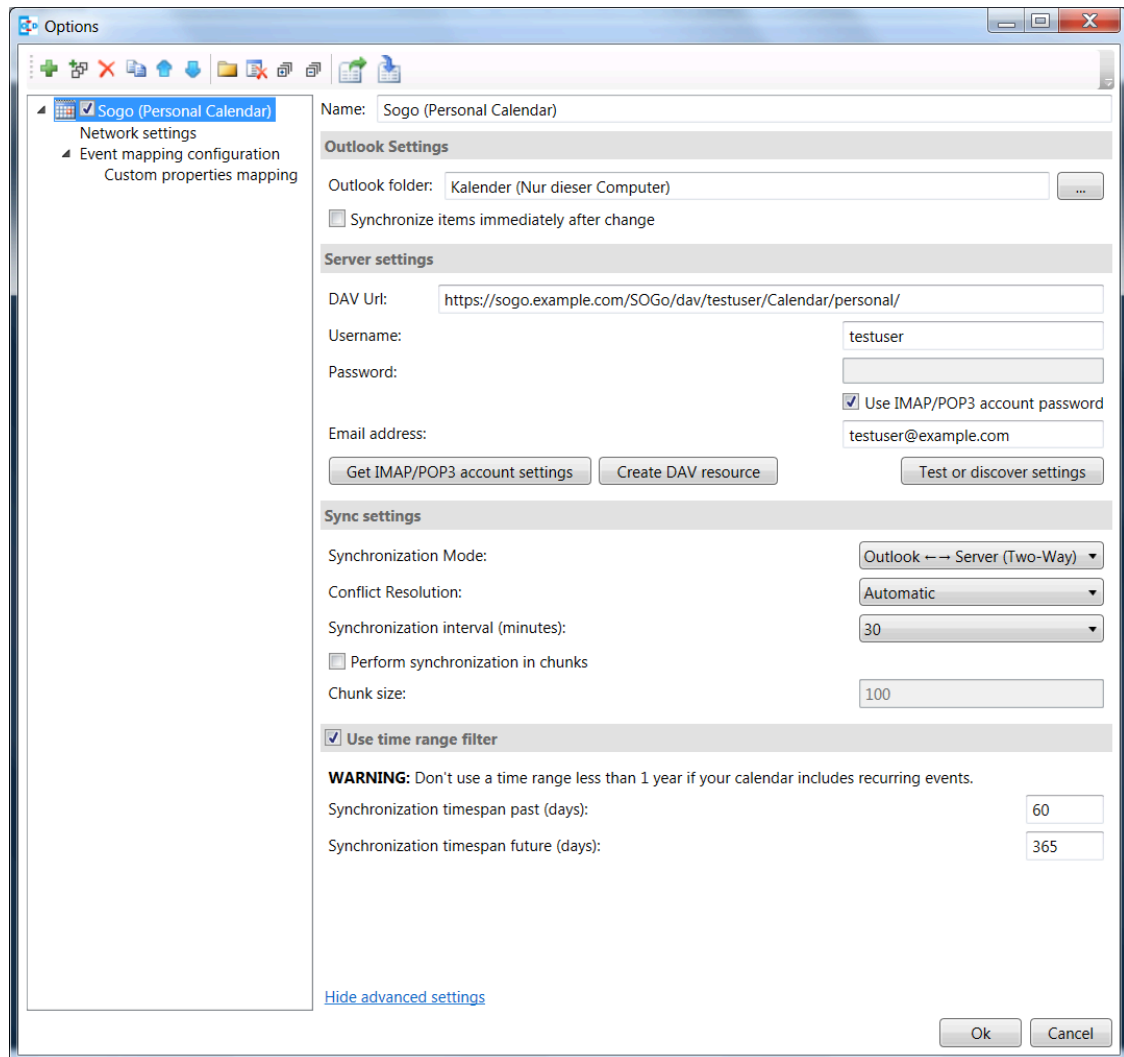 Options
Sogo (Personal Calendar)
Network settings
Event mapping configuration
Custom properties mapping
Name: Sogo (Personal Calendar)
Outlook Settings
Outlook folder: Kalender (Nur dieser Computer) ...
Synchronize items immediately after change
Server settings
DAV Url: https://sogo.example.com/SOGo/dav/testuser/Calendar/personal/
Username: testuser
Password:
Use IMAP/POP3 account password
Email address: testuser@example.com
Get IMAP/POP3 account settings Create DAV resource Test or discover settings
Sync settings
Synchronization Mode: Outlook ←→ Server (Two-Way)
Conflict Resolution: Automatic
Synchronization interval (minutes): 30
Perform synchronization in chunks
Chunk size: 100
Use time range filter
WARNING: Don't use a time range less than 1 year if your calendar includes recurring events.
Synchronization timespan past (days): 60
Synchronization timespan future (days): 365
Hide advanced settings
Ok Cancel